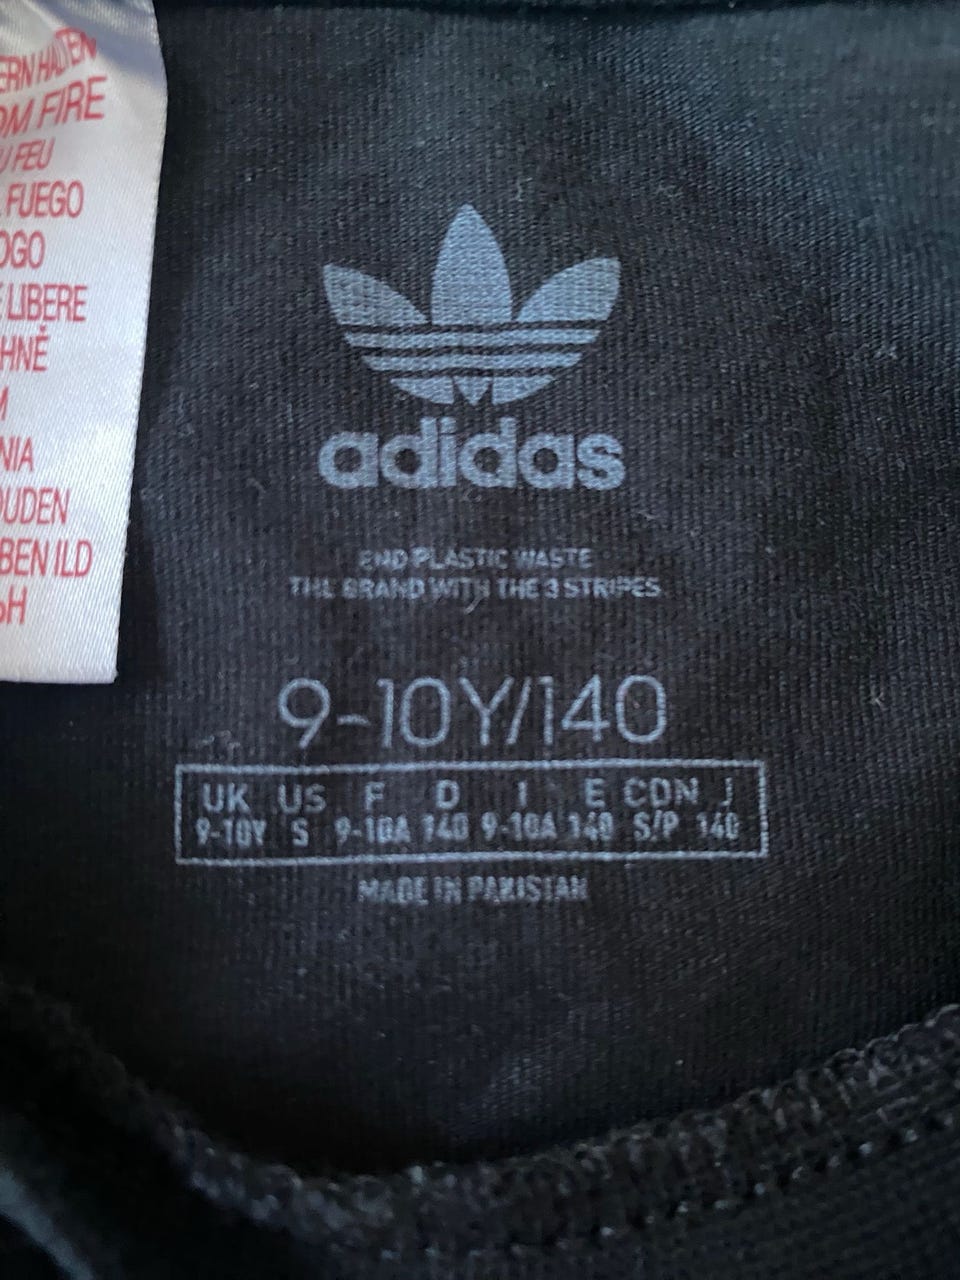 ERN HALTEN
OM FIRE
U FEU
L FUEGO
OGO
E LIBERE
HNĚ
M
NIA
OUDEN
BEN ILD
bH
adidas
END PLASTIC WASTE
THE BRAND WITH THE 3 STRIPES
9-10Y/140
UK US F D I E CDN J
9-10Y S 9-10A 140 9-10A 140 S/P 140
MADE IN PAKISTAN